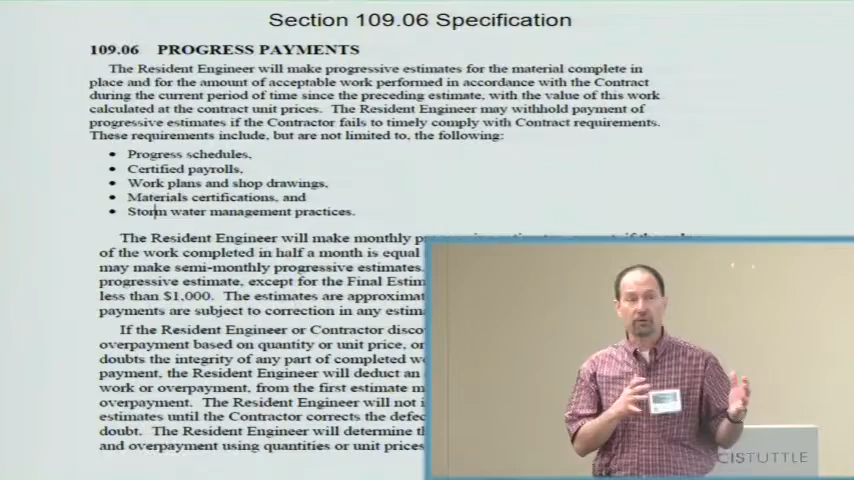 Section 109.06 Specification
109.06 PROGRESS PAYMENTS
The Resident Engineer will make progressive estimates for the material complete in
place and for the amount of acceptable work performed in accordance with the Contract
during the current period of time since the preceding estimate, with the value of this work
calculated at the contract unit prices. The Resident Engineer may withhold payment of
progressive estimates if the Contractor fails to timely comply with Contract requirements.
These requirements include, but are not limited to, the following:
• Progress schedules,
• Certified payrolls,
• Work plans and shop drawings,
• Materials certifications, and
• Storm water management practices.
The Resident Engineer will make monthly
of the work completed in half a month is equal
may make semi-monthly progressive estimates.
progressive estimate, except for the Final Estim
less than $1,000. The estimates are approximat
payments are subject to correction in any estim
If the Resident Engineer or Contractor disco
overpayment based on quantity or unit price, or
doubts the integrity of any part of completed w
payment, the Resident Engineer will deduct an
work or overpayment, from the first estimate m
overpayment. The Resident Engineer will not i
estimates until the Contractor corrects the defec
doubt. The Resident Engineer will determine th
and overpayment using quantities or unit prices
CISTUTTLE